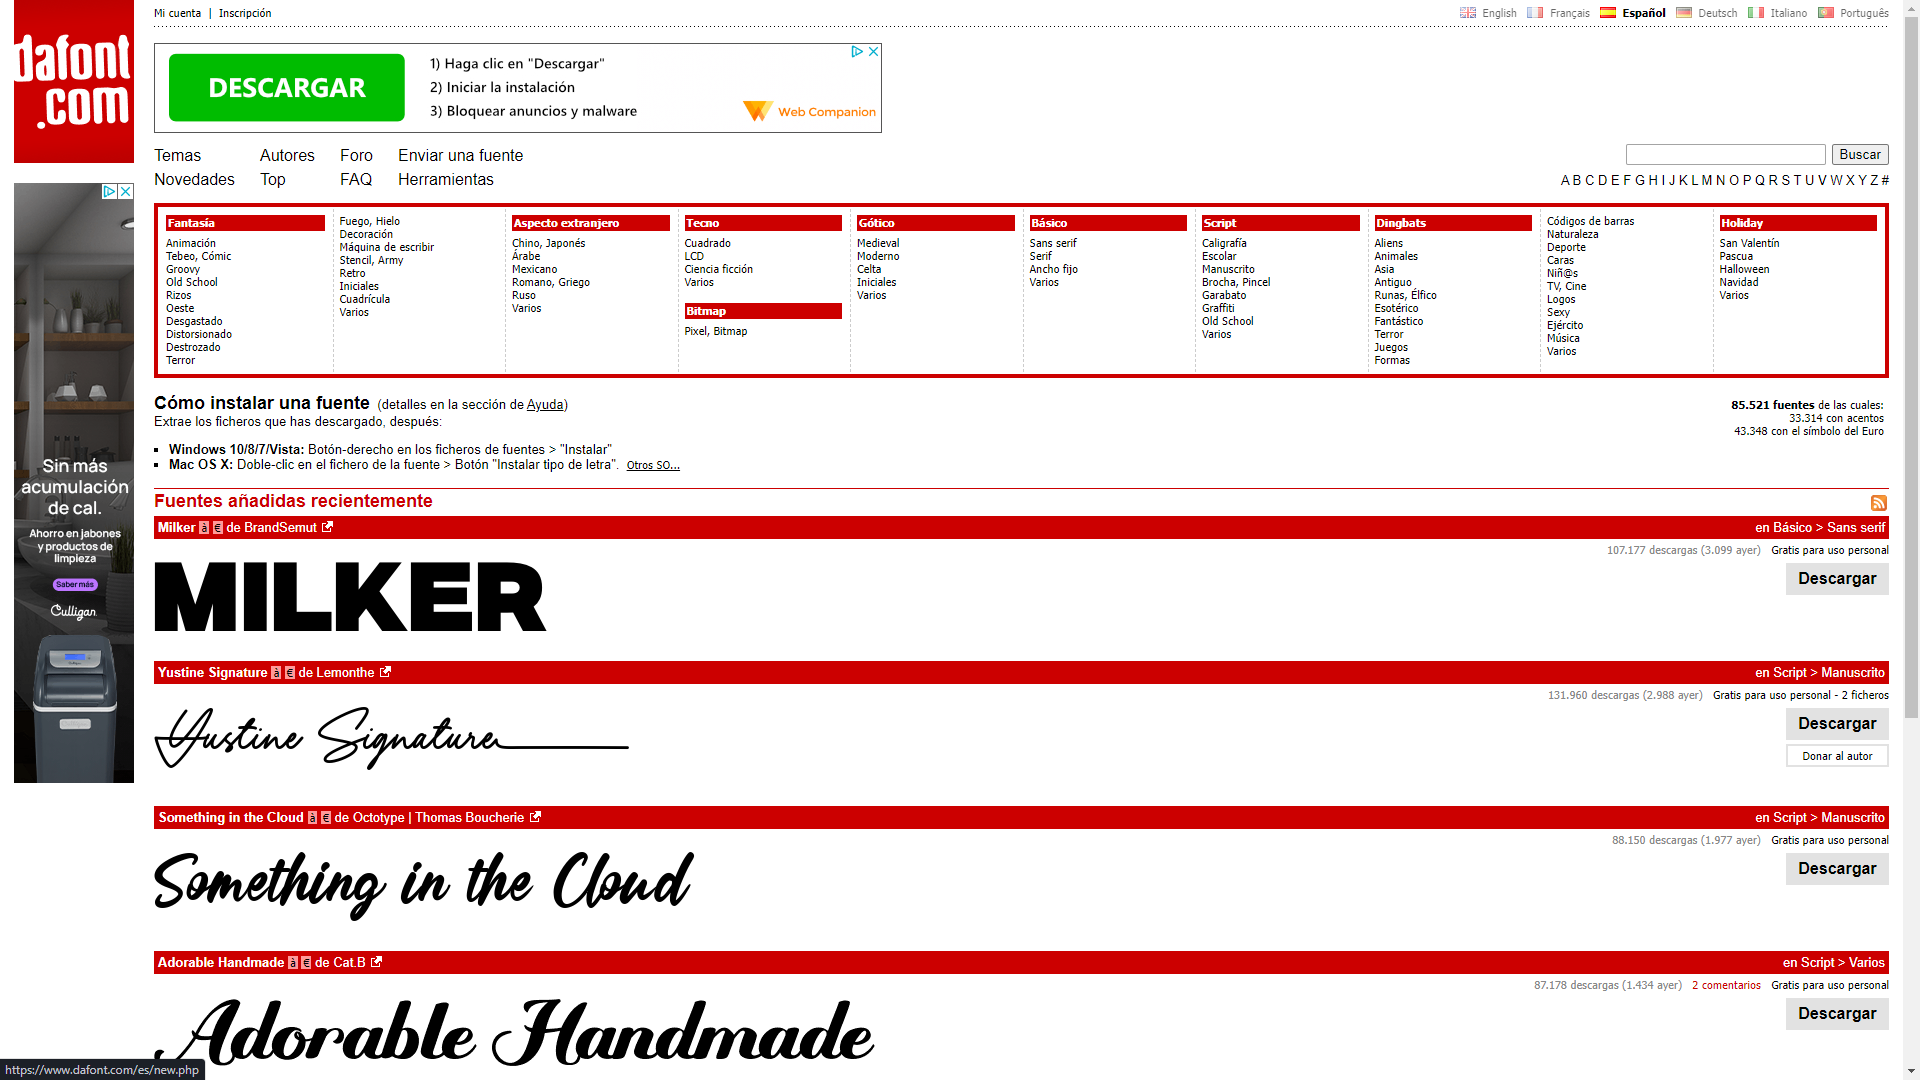 dafont
.com
Mi cuenta | Inscripción
English Français Español Deutsch Italiano Português
DESCARGAR
1) Haga clic en "Descargar"
2) Iniciar la instalación
3) Bloquear anuncios y malware
Web Companion
Temas Autores Foro Enviar una fuente
Novedades Top FAQ Herramientas
Buscar
A B C D E F G H I J K L M N O P Q R S T U V W X Y Z #
Fantasía
Animación
Tebeo, Cómic
Groovy
Old School
Rizos
Oeste
Desgastado
Distorsionado
Destrozado
Terror
Fuego, Hielo
Decoración
Máquina de escribir
Stencil, Army
Retro
Iniciales
Cuadrícula
Varios
Aspecto extranjero
Chino, Japonés
Árabe
Mexicano
Romano, Griego
Ruso
Varios
Tecno
Cuadrado
LCD
Ciencia ficción
Varios
Bitmap
Pixel, Bitmap
Gótico
Medieval
Moderno
Celta
Iniciales
Varios
Básico
Sans serif
Serif
Ancho fijo
Varios
Script
Caligrafía
Escolar
Manuscrito
Brocha, Pincel
Garabato
Graffiti
Old School
Varios
Dingbats
Aliens
Animales
Asia
Antiguo
Runas, Élfico
Esotérico
Fantástico
Terror
Juegos
Formas
Códigos de barras
Naturaleza
Deporte
Caras
Niñ@s
TV, Cine
Logos
Sexy
Ejército
Música
Varios
Holiday
San Valentín
Pascua
Halloween
Navidad
Varios
Sin más
acumulación
de cal.
Ahorro en jabones
y productos de
limpieza
Saber más
Culligan
Cómo instalar una fuente (detalles en la sección de Ayuda)
Extrae los ficheros que has descargado, después:
Windows 10/8/7/Vista: Botón-derecho en los ficheros de fuentes > "Instalar"
Mac OS X: Doble-clic en el fichero de la fuente > Botón "Instalar tipo de letra". Otros SO...
85.521 fuentes de las cuales:
33.314 con acentos
43.348 con el símbolo del Euro
Fuentes añadidas recientemente
Milker à € de BrandSemut en Básico > Sans serif
107.177 descargas (3.099 ayer) Gratis para uso personal
Descargar
MILKER
Yustine Signature à € de Lemonthe en Script > Manuscrito
131.960 descargas (2.988 ayer) Gratis para uso personal - 2 ficheros
Descargar
Donar al autor
Yustine Signature
Something in the Cloud à € de Octotype | Thomas Boucherie en Script > Manuscrito
88.150 descargas (1.977 ayer) Gratis para uso personal
Descargar
Something in the Cloud
Adorable Handmade à € de Cat.B en Script > Varios
87.178 descargas (1.434 ayer) 2 comentarios Gratis para uso personal
Descargar
Adorable Handmade
https://www.dafont.com/es/new.php